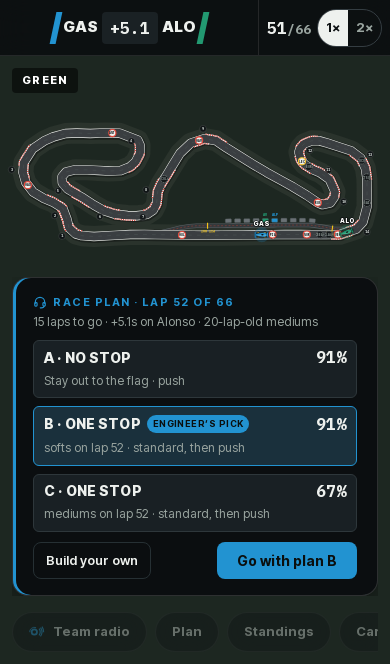 GAS +5.1 ALO
51/66 1× 2×
GREEN
GAS
ALO
RACE PLAN · LAP 52 OF 66
15 laps to go · +5.1s on Alonso · 20-lap-old mediums
A · NO STOP 91%
Stay out to the flag · push
B · ONE STOP ENGINEER'S PICK 91%
softs on lap 52 · standard, then push
C · ONE STOP 67%
mediums on lap 52 · standard, then push
Build your own Go with plan B
Team radio Plan Standings Car